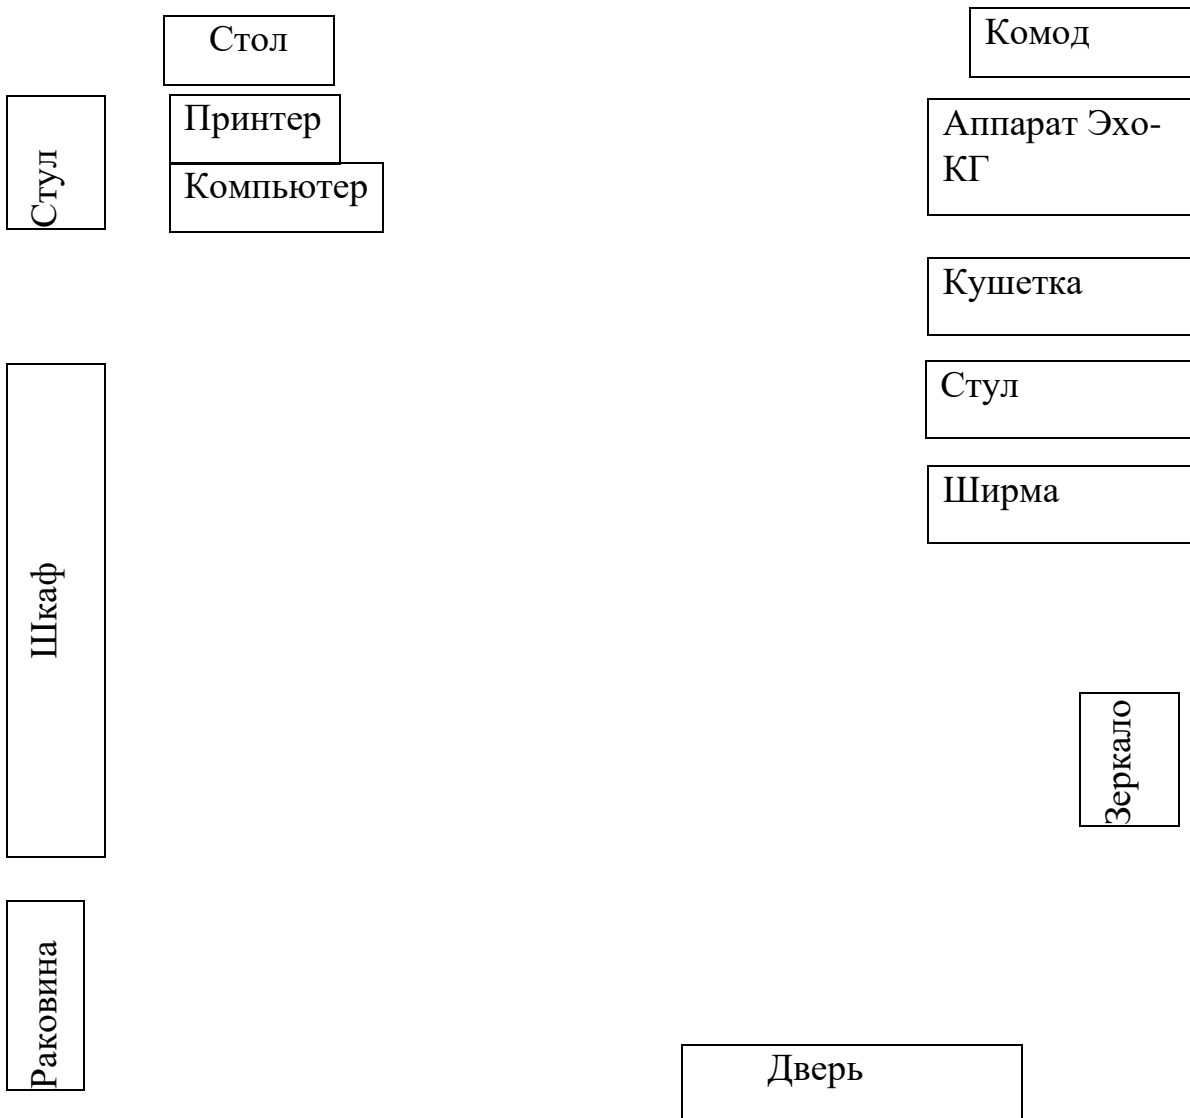 Стол
Комод
Стул
Принтер
Компьютер
Аппарат Эхо-
КГ
Кушетка
Стул
Ширма
Шкаф
Зеркало
Раковина
Дверь